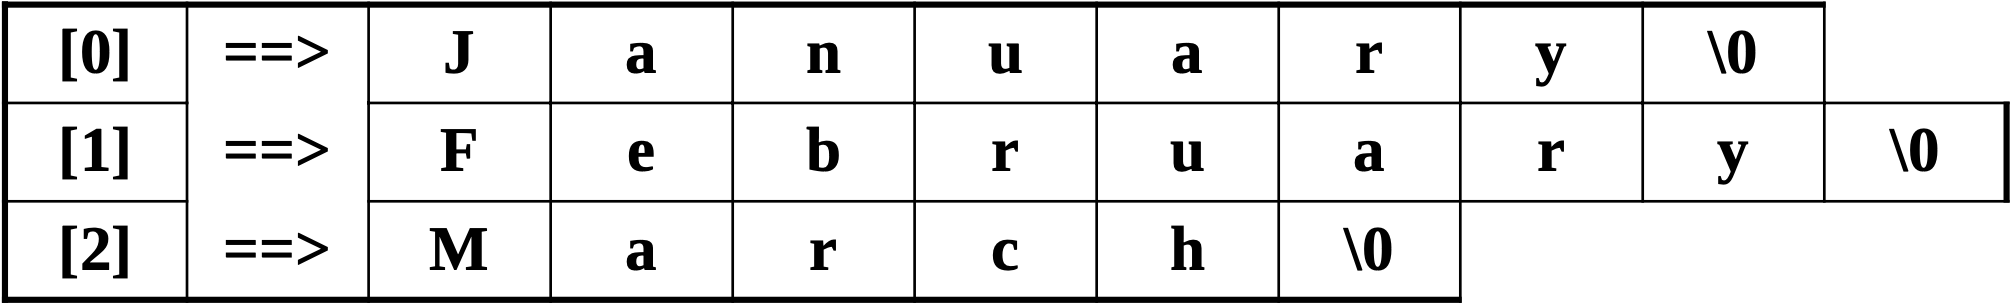 [0] ==> J a n u a r y \0
[1] ==> F e b r u a r y \0
[2] ==> M a r c h \0